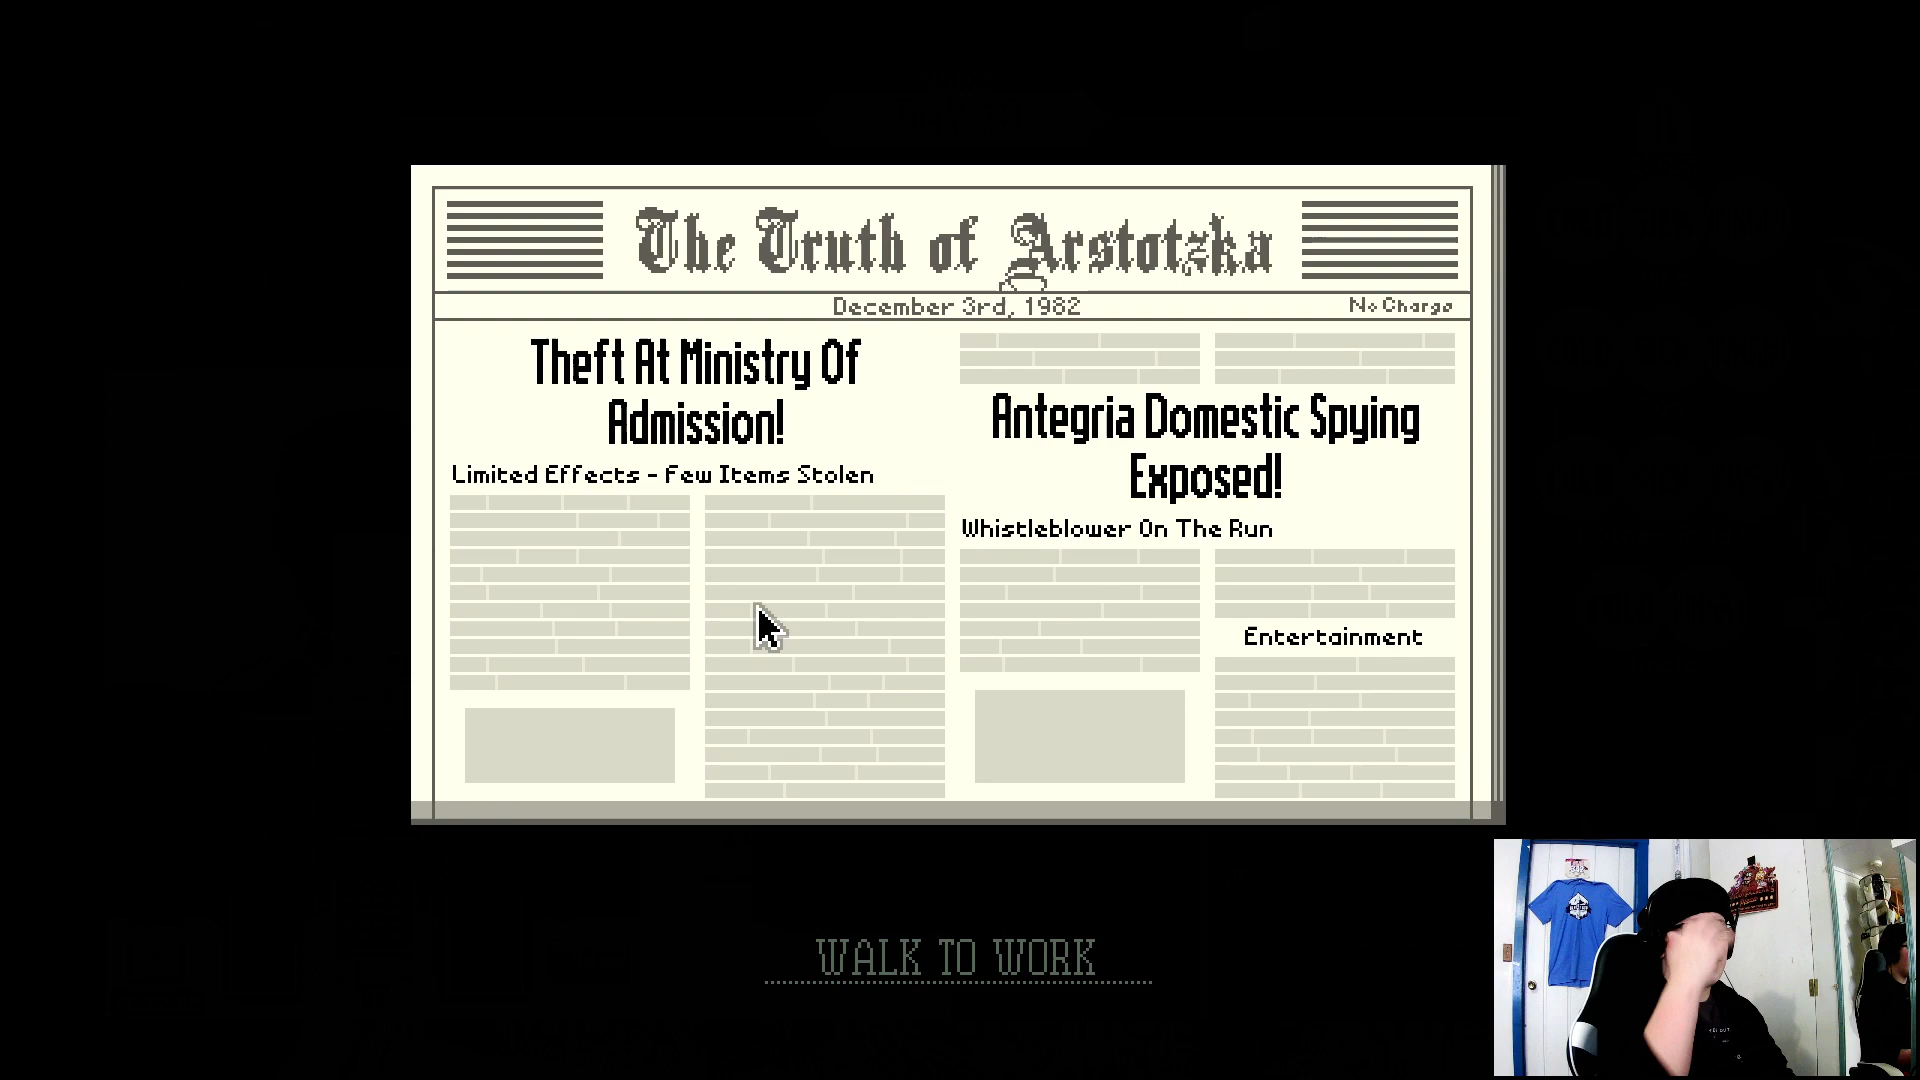 The Truth of Arstotzka
December 3rd, 1982
No Charge
Theft At Ministry Of
Admission!
Limited Effects - Few Items Stolen
Antegria Domestic Spying
Exposed!
Whistleblower On The Run
Entertainment
WALK TO WORK